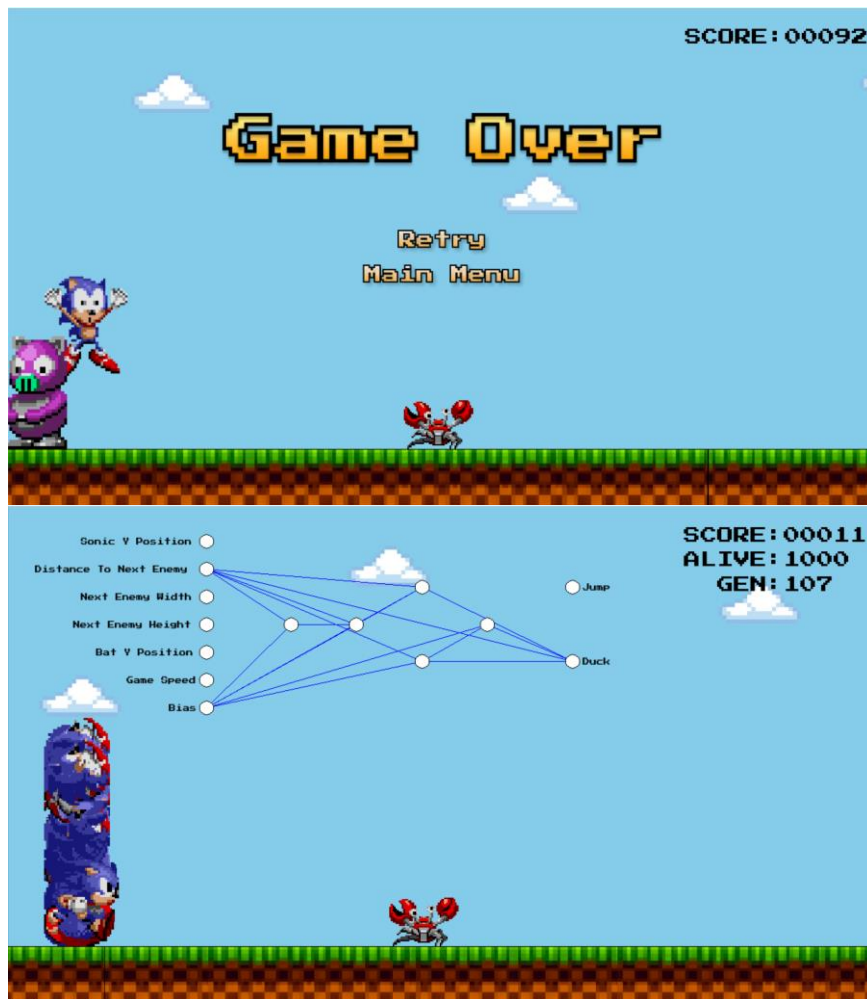 SCORE:00092
Game Over
Retry
Main Menu
SCORE:00011
ALIVE:1000
GEN:107
Sonic Y Position
Distance To Next Enemy
Next Enemy Width
Next Enemy Height
Bat Y Position
Game Speed
Bias
Jump
Duck